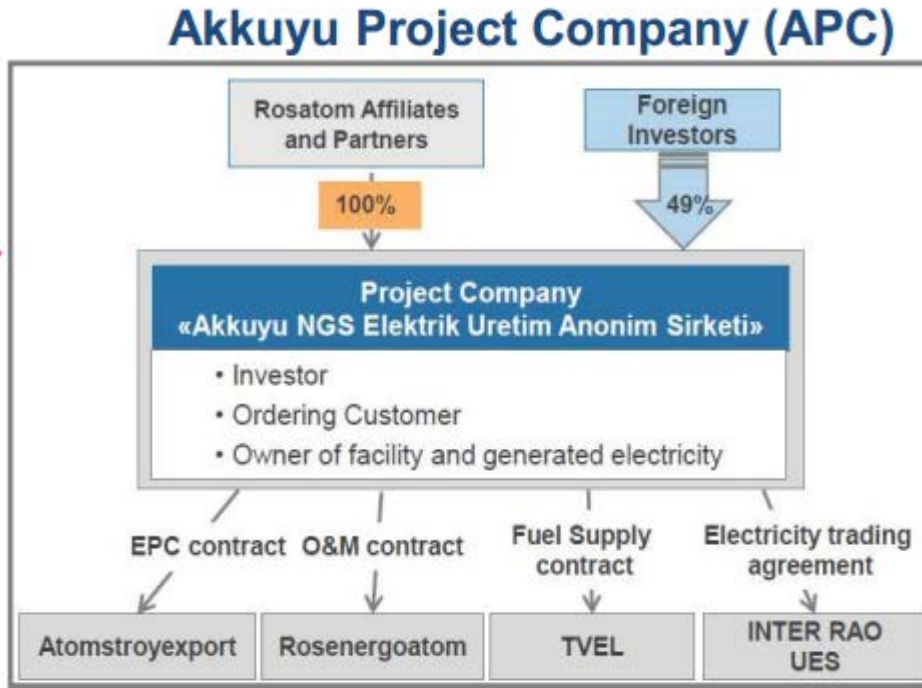 Akkuyu Project Company (APC)
Rosatom Affiliates
and Partners
Foreign
Investors
100%
49%
Project Company
«Akkuyu NGS Elektrik Uretim Anonim Sirketi»
• Investor
• Ordering Customer
• Owner of facility and generated electricity
EPC contract
O&M contract
Fuel Supply
contract
Electricity trading
agreement
Atomstroyexport
Rosenergoatom
TVEL
INTER RAO
UES